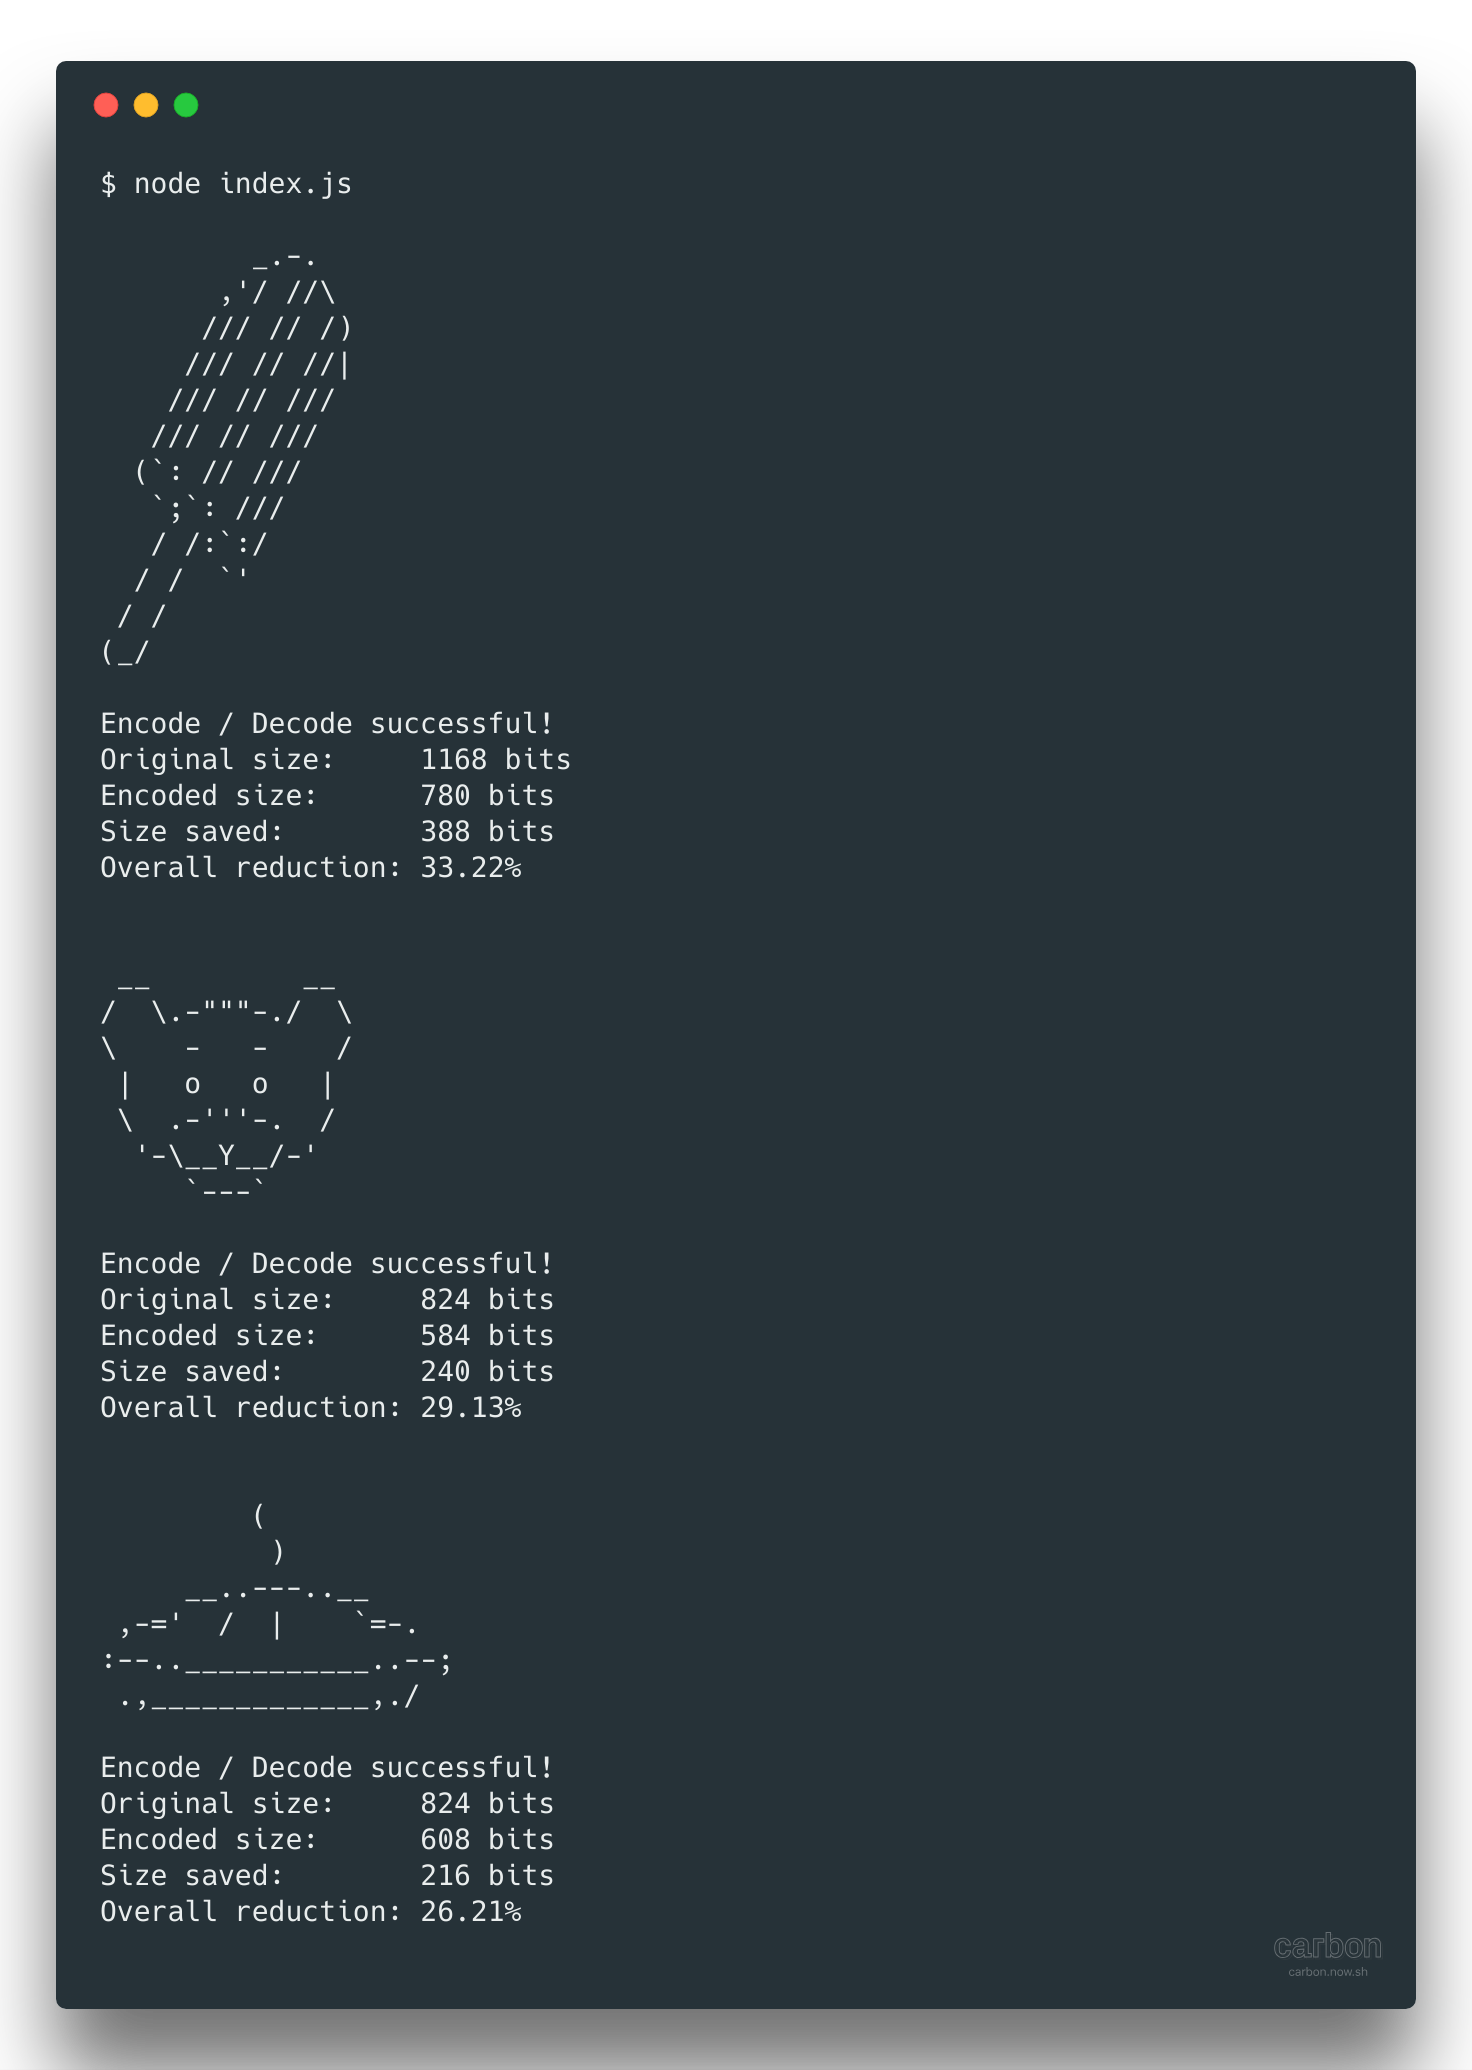 $ node index.js

         _.-.
       ,'/ //\
      /// // /)
     /// // //|
    /// // ///
   /// // ///
  (`: // ///
   `;`: ///
   / /:`:/
  / /  `'
 / /
(_/

Encode / Decode successful!
Original size:     1168 bits
Encoded size:      780 bits
Size saved:        388 bits
Overall reduction: 33.22%


 __         __
/  \.-"""-./  \
\    -   -    /
 |   o   o   |
 \  .-'''-.  /
  '-\__Y__/-'
     `---`

Encode / Decode successful!
Original size:     824 bits
Encoded size:      584 bits
Size saved:        240 bits
Overall reduction: 29.13%


         (
          )
     __..---..__
 ,-='  /  |    `=-.
:--..___________..--;
 .,_____________,./

Encode / Decode successful!
Original size:     824 bits
Encoded size:      608 bits
Size saved:        216 bits
Overall reduction: 26.21%
carbon
carbon.now.sh